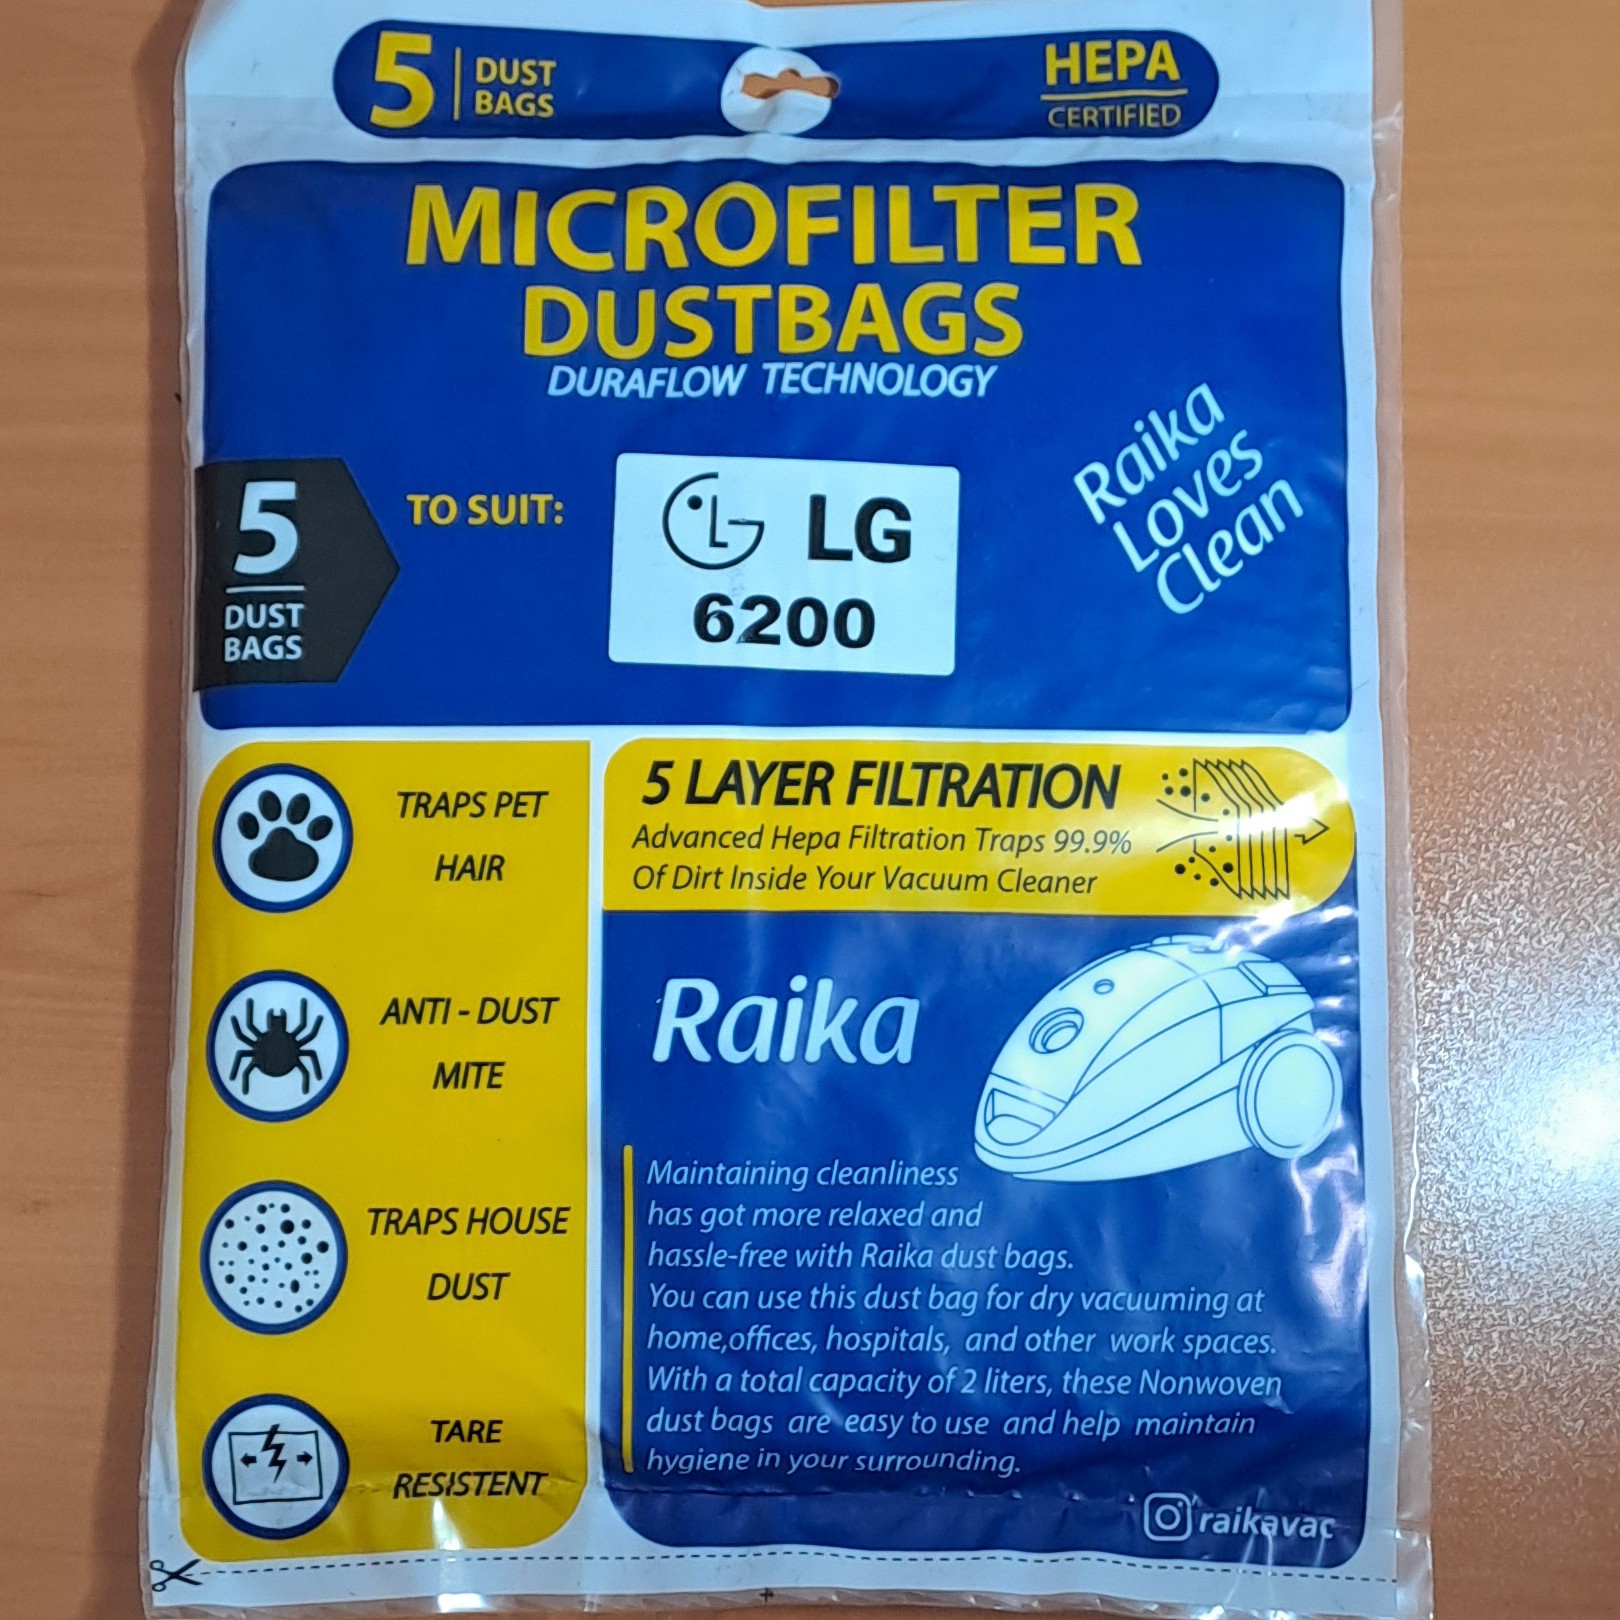 5 DUST BAGS
HEPA CERTIFIED
MICROFILTER
DUSTBAGS
DURAFLOW TECHNOLOGY
Raika
Loves
Clean
5
DUST
BAGS
TO SUIT:
LG
6200
TRAPS PET
HAIR
ANTI - DUST
MITE
TRAPS HOUSE
DUST
TARE
RESISTENT
5 LAYER FILTRATION
Advanced Hepa Filtration Traps 99.9%
Of Dirt Inside Your Vacuum Cleaner
Raika
Maintaining cleanliness
has got more relaxed and
hassle-free with Raika dust bags.
You can use this dust bag for dry vacuuming at
home,offices, hospitals, and other work spaces.
With a total capacity of 2 liters, these Nonwoven
dust bags are easy to use and help maintain
hygiene in your surrounding.
raikavac